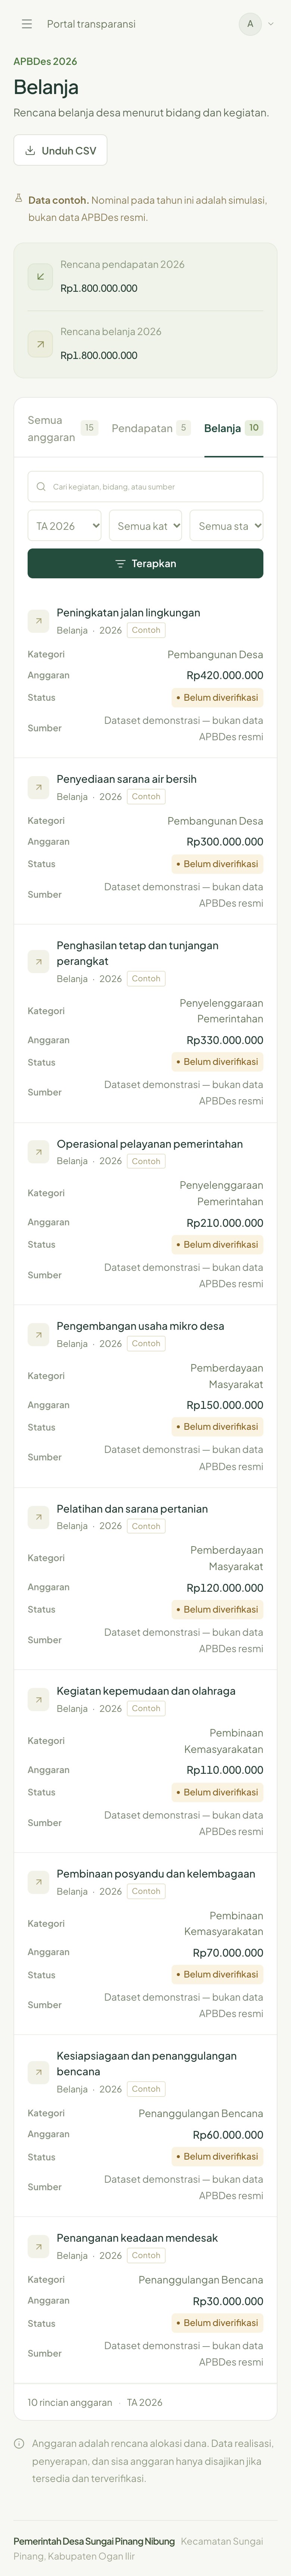 Portal transparansi
A
APBDes 2026
Belanja
Rencana belanja desa menurut bidang dan kegiatan.
Unduh CSV
Data contoh. Nominal pada tahun ini adalah simulasi,
bukan data APBDes resmi.
Rencana pendapatan 2026
Rp1.800.000.000
Rencana belanja 2026
Rp1.800.000.000
Semua
anggaran
15
Pendapatan 5
Belanja 10
Cari kegiatan, bidang, atau sumber
TA 2026
Semua kat
Semua sta
Terapkan
Peningkatan jalan lingkungan
Belanja · 2026 Contoh
Kategori Pembangunan Desa
Anggaran Rp420.000.000
Status • Belum diverifikasi
Sumber Dataset demonstrasi — bukan data
APBDes resmi
Penyediaan sarana air bersih
Belanja · 2026 Contoh
Kategori Pembangunan Desa
Anggaran Rp300.000.000
Status • Belum diverifikasi
Sumber Dataset demonstrasi — bukan data
APBDes resmi
Penghasilan tetap dan tunjangan
perangkat
Belanja · 2026 Contoh
Kategori Penyelenggaraan
Pemerintahan
Anggaran Rp330.000.000
Status • Belum diverifikasi
Sumber Dataset demonstrasi — bukan data
APBDes resmi
Operasional pelayanan pemerintahan
Belanja · 2026 Contoh
Kategori Penyelenggaraan
Pemerintahan
Anggaran Rp210.000.000
Status • Belum diverifikasi
Sumber Dataset demonstrasi — bukan data
APBDes resmi
Pengembangan usaha mikro desa
Belanja · 2026 Contoh
Kategori Pemberdayaan
Masyarakat
Anggaran Rp150.000.000
Status • Belum diverifikasi
Sumber Dataset demonstrasi — bukan data
APBDes resmi
Pelatihan dan sarana pertanian
Belanja · 2026 Contoh
Kategori Pemberdayaan
Masyarakat
Anggaran Rp120.000.000
Status • Belum diverifikasi
Sumber Dataset demonstrasi — bukan data
APBDes resmi
Kegiatan kepemudaan dan olahraga
Belanja · 2026 Contoh
Kategori Pembinaan
Kemasyarakatan
Anggaran Rp110.000.000
Status • Belum diverifikasi
Sumber Dataset demonstrasi — bukan data
APBDes resmi
Pembinaan posyandu dan kelembagaan
Belanja · 2026 Contoh
Kategori Pembinaan
Kemasyarakatan
Anggaran Rp70.000.000
Status • Belum diverifikasi
Sumber Dataset demonstrasi — bukan data
APBDes resmi
Kesiapsiagaan dan penanggulangan
bencana
Belanja · 2026 Contoh
Kategori Penanggulangan Bencana
Anggaran Rp60.000.000
Status • Belum diverifikasi
Sumber Dataset demonstrasi — bukan data
APBDes resmi
Penanganan keadaan mendesak
Belanja · 2026 Contoh
Kategori Penanggulangan Bencana
Anggaran Rp30.000.000
Status • Belum diverifikasi
Sumber Dataset demonstrasi — bukan data
APBDes resmi
10 rincian anggaran · TA 2026
Anggaran adalah rencana alokasi dana. Data realisasi,
penyerapan, dan sisa anggaran hanya disajikan jika
tersedia dan terverifikasi.
Pemerintah Desa Sungai Pinang Nibung Kecamatan Sungai
Pinang, Kabupaten Ogan Ilir